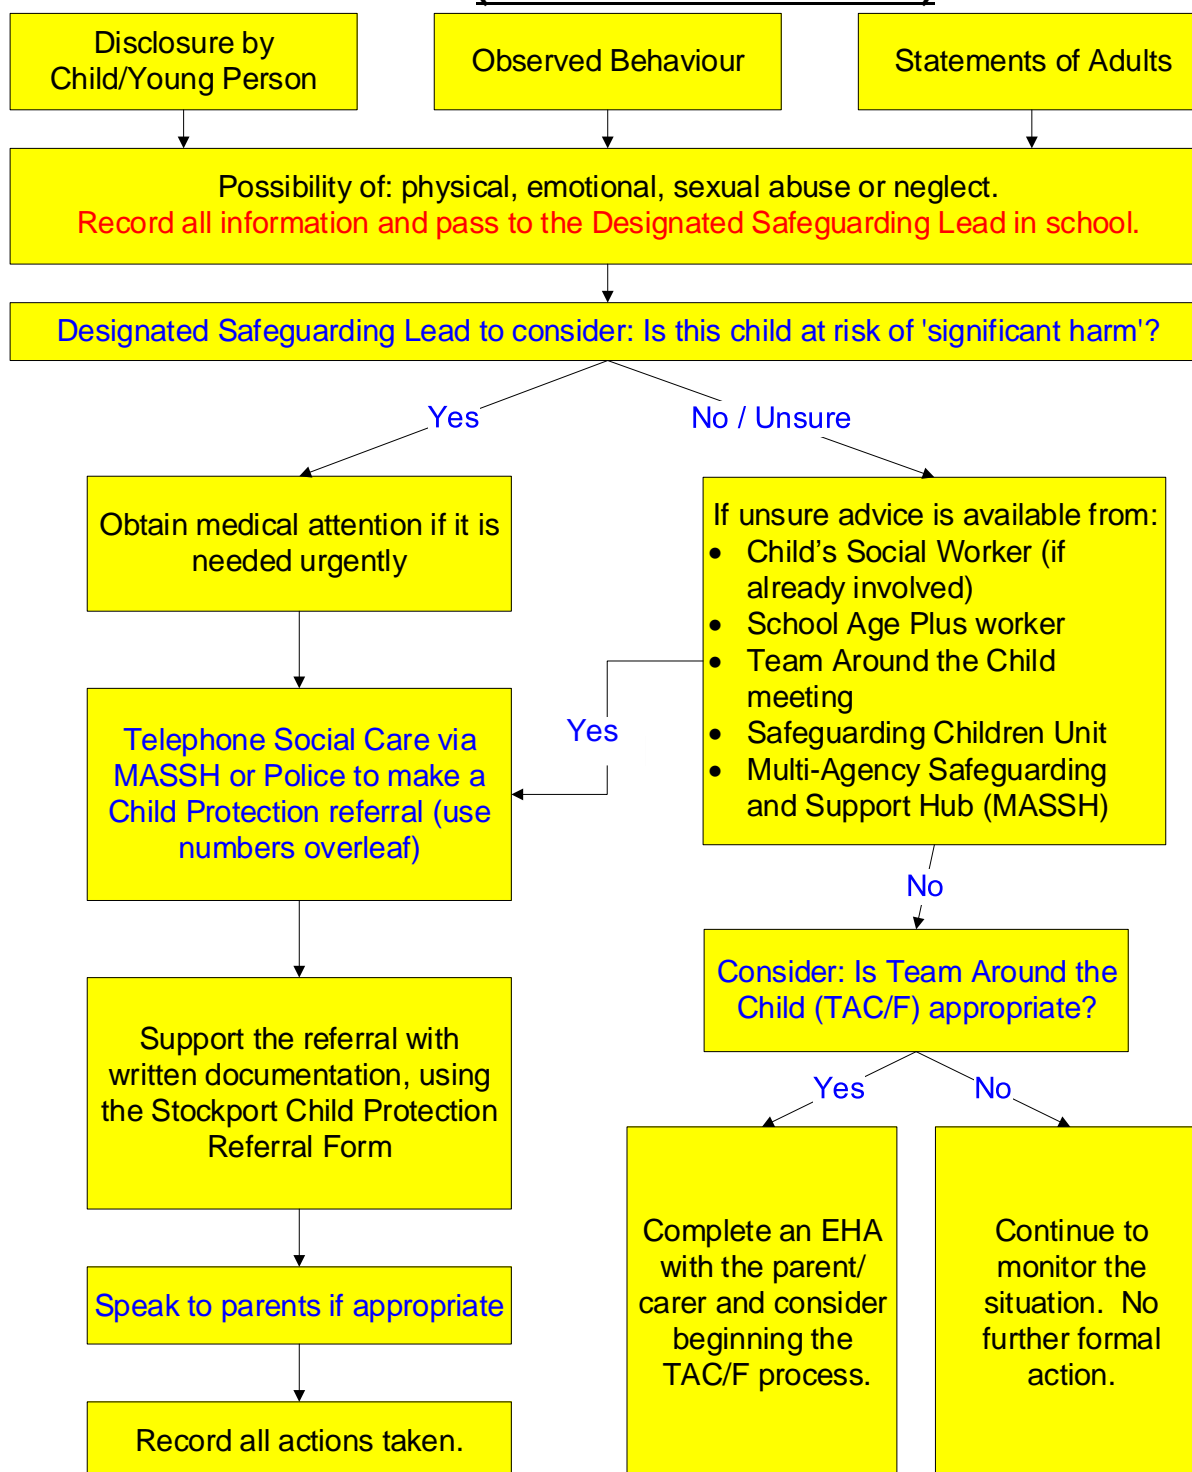 Disclosure by
Child/Young Person
Observed Behaviour
Statements of Adults
Possibility of: physical, emotional, sexual abuse or neglect.
Record all information and pass to the Designated Safeguarding Lead in school.
Designated Safeguarding Lead to consider: Is this child at risk of 'significant harm'?
Yes
No / Unsure
Obtain medical attention if it is
needed urgently
If unsure advice is available from:
• Child’s Social Worker (if
already involved)
• School Age Plus worker
• Team Around the Child
meeting
• Safeguarding Children Unit
• Multi-Agency Safeguarding
and Support Hub (MASSH)
Yes
Telephone Social Care via
MASSH or Police to make a
Child Protection referral (use
numbers overleaf)
No
Consider: Is Team Around the
Child (TAC/F) appropriate?
Support the referral with
written documentation, using
the Stockport Child Protection
Referral Form
Yes
No
Complete an EHA
with the parent/
carer and consider
beginning the
TAC/F process.
Continue to
monitor the
situation.  No
further formal
action.
Speak to parents if appropriate
Record all actions taken.